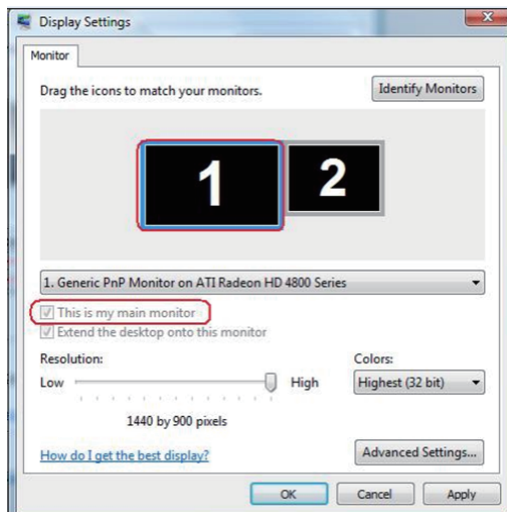 Display Settings
Monitor
Drag the icons to match your monitors.
Identify Monitors
1 2
1. Generic PnP Monitor on ATI Radeon HD 4800 Series
This is my main monitor
Extend the desktop onto this monitor
Resolution:
Colors:
Low High
Highest (32 bit)
1440 by 900 pixels
How do I get the best display?
Advanced Settings...
OK Cancel Apply